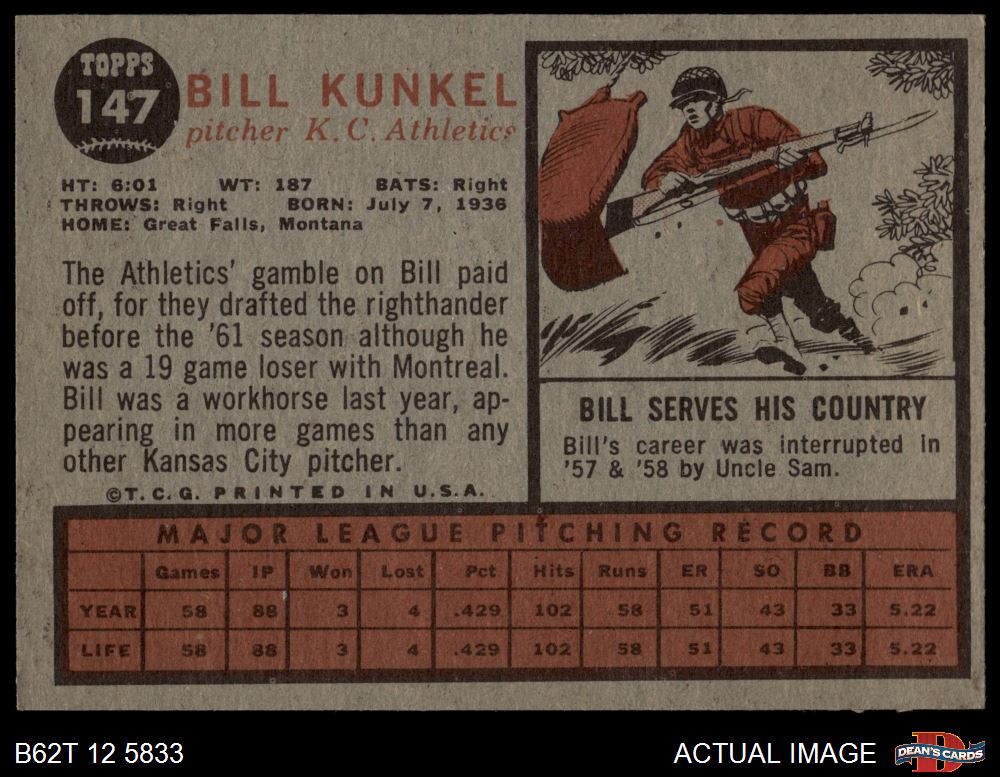 TOPPS
147
BILL KUNKEL
pitcher K. C. Athletics
HT: 6:01 WT: 187 BATS: Right
THROWS: Right BORN: July 7, 1936
HOME: Great Falls, Montana
The Athletics' gamble on Bill paid
off, for they drafted the righthander
before the '61 season although he
was a 19 game loser with Montreal.
Bill was a workhorse last year, ap-
pearing in more games than any
other Kansas City pitcher.
©T.C.G. PRINTED IN U.S.A.
BILL SERVES HIS COUNTRY
Bill's career was interrupted in
'57 & '58 by Uncle Sam.
MAJOR LEAGUE PITCHING RECORD
Games IP Won Lost Pct Hits Runs ER SO BB ERA
YEAR 58 88 3 4 .429 102 58 51 43 33 5.22
LIFE 58 88 3 4 .429 102 58 51 43 33 5.22
B62T 12 5833
ACTUAL IMAGE
D
DEAN'S CARDS